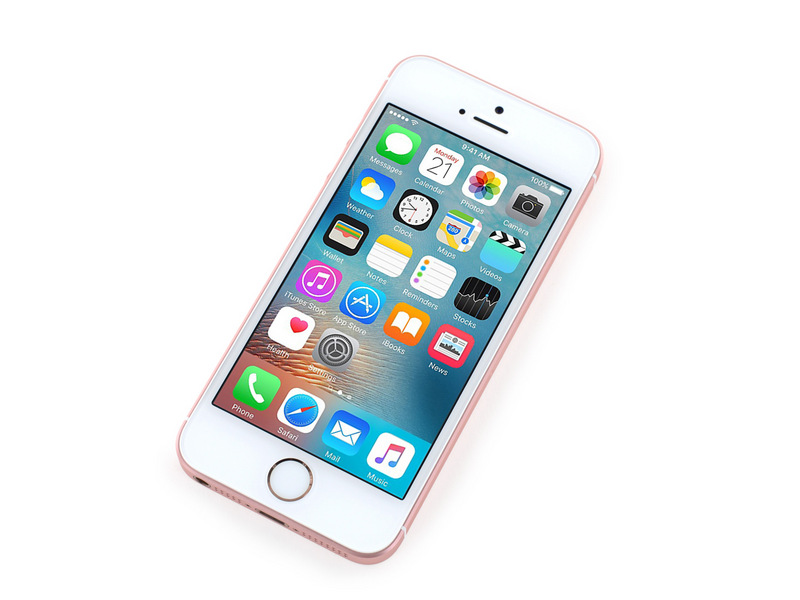 9:41 AM
100%
Messages
Monday
21
Calendar
Photos
Camera
Weather
Clock
280
Maps
Videos
Wallet
Notes
Reminders
Stocks
iTunes Store
App Store
iBooks
News
Health
Settings
Phone
Safari
Mail
Music